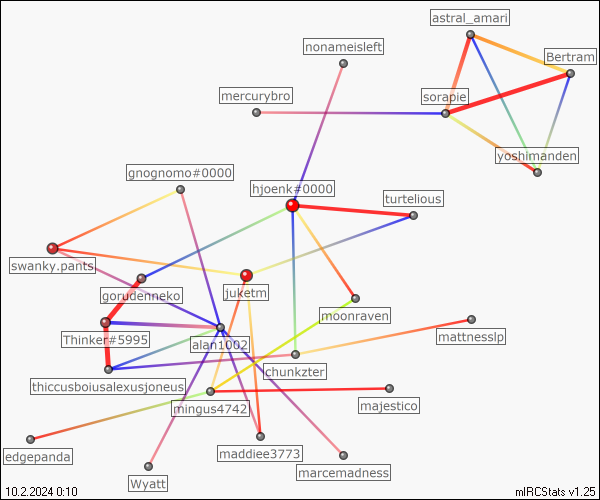 astral_amari
nonameisleft
Bertram
mercurybro
sorapie
yoshimanden
gnognomo#0000
hjoenk#0000
turtelious
swanky.pants
gorudenneko
juketm
moonraven
Thinker#5995
alan1002
mattnesslp
chunkzter
thiccusboiusalexusjoneus
mingus4742
majestico
edgepanda
maddiee3773
marcemadness
Wyatt
10.2.2024 0:10
mIRCStats v1.25